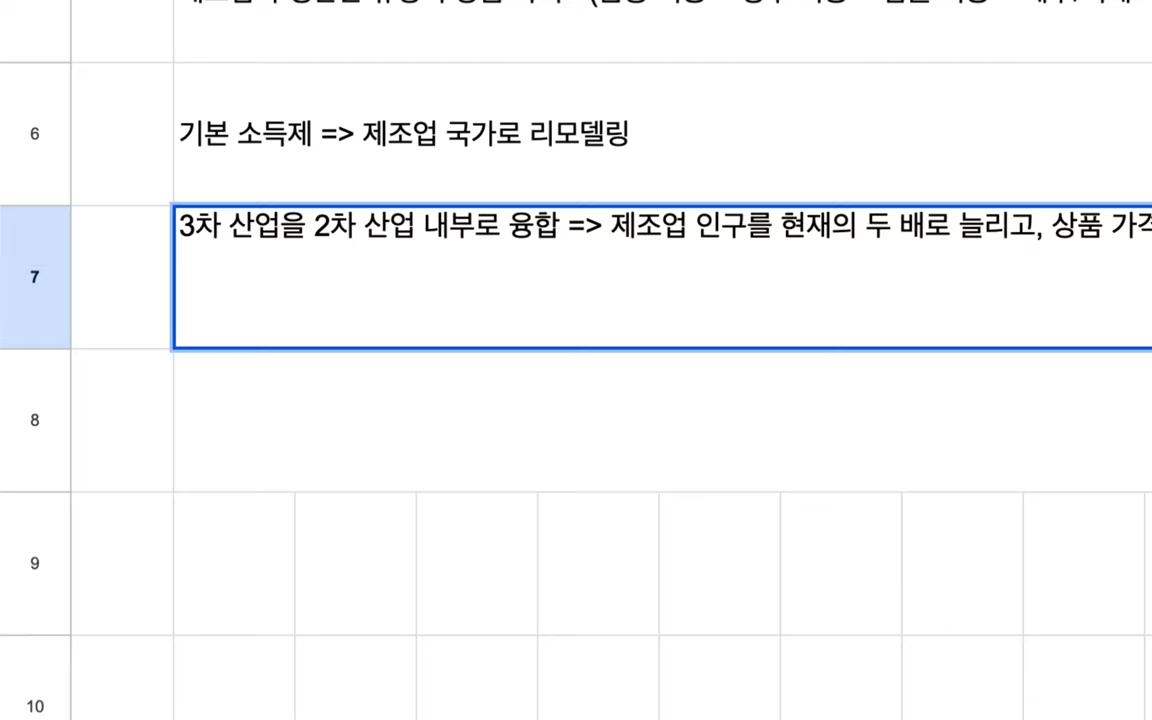 6
기본 소득제 => 제조업 국가로 리모델링
7
3차 산업을 2차 산업 내부로 융합 => 제조업 인구를 현재의 두 배로 늘리고, 상품 가격
8
9
10